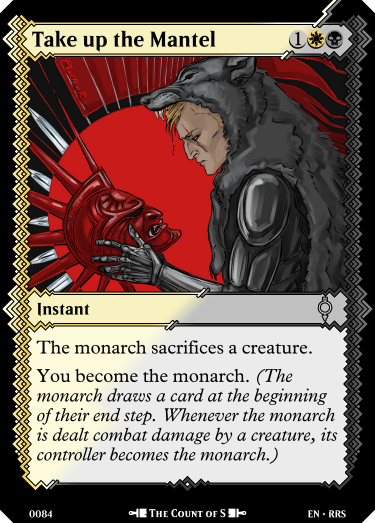 Take up the Mantel 1
Instant
The monarch sacrifices a creature.
You become the monarch. (The
monarch draws a card at the beginning
of their end step. Whenever the monarch
is dealt combat damage by a creature, its
controller becomes the monarch.)
0084 The Count of S EN • RRS